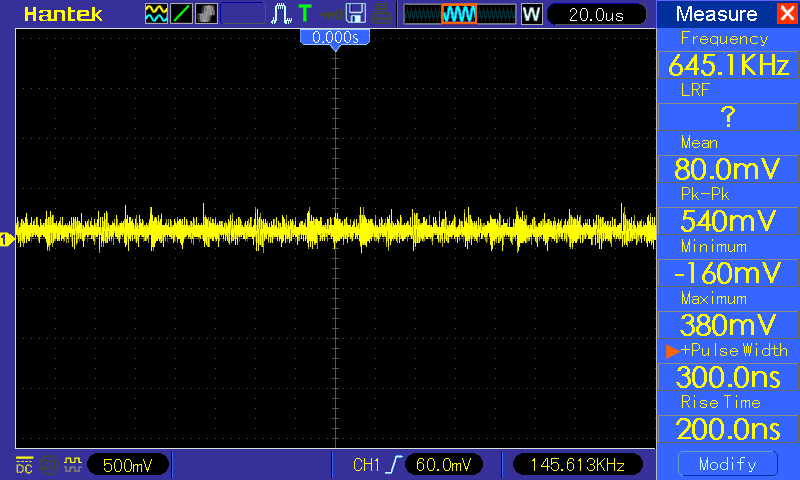 Hantek T W 20.0us Measure
0.000s
Frequency
645.1KHz
LRF
?
Mean
80.0mV
Pk-Pk
540mV
1
Minimum
-160mV
Maximum
380mV
+Pulse Width
300.0ns
Rise Time
200.0ns
DC 500mV CH1 60.0mV 145.613KHz Modify